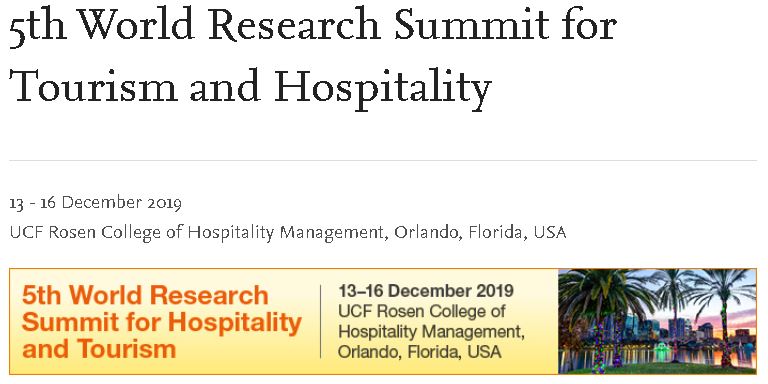 5th World Research Summit for
Tourism and Hospitality
13 - 16 December 2019
UCF Rosen College of Hospitality Management, Orlando, Florida, USA
5th World Research
Summit for Hospitality
and Tourism
13–16 December 2019
UCF Rosen College of
Hospitality Management,
Orlando, Florida, USA